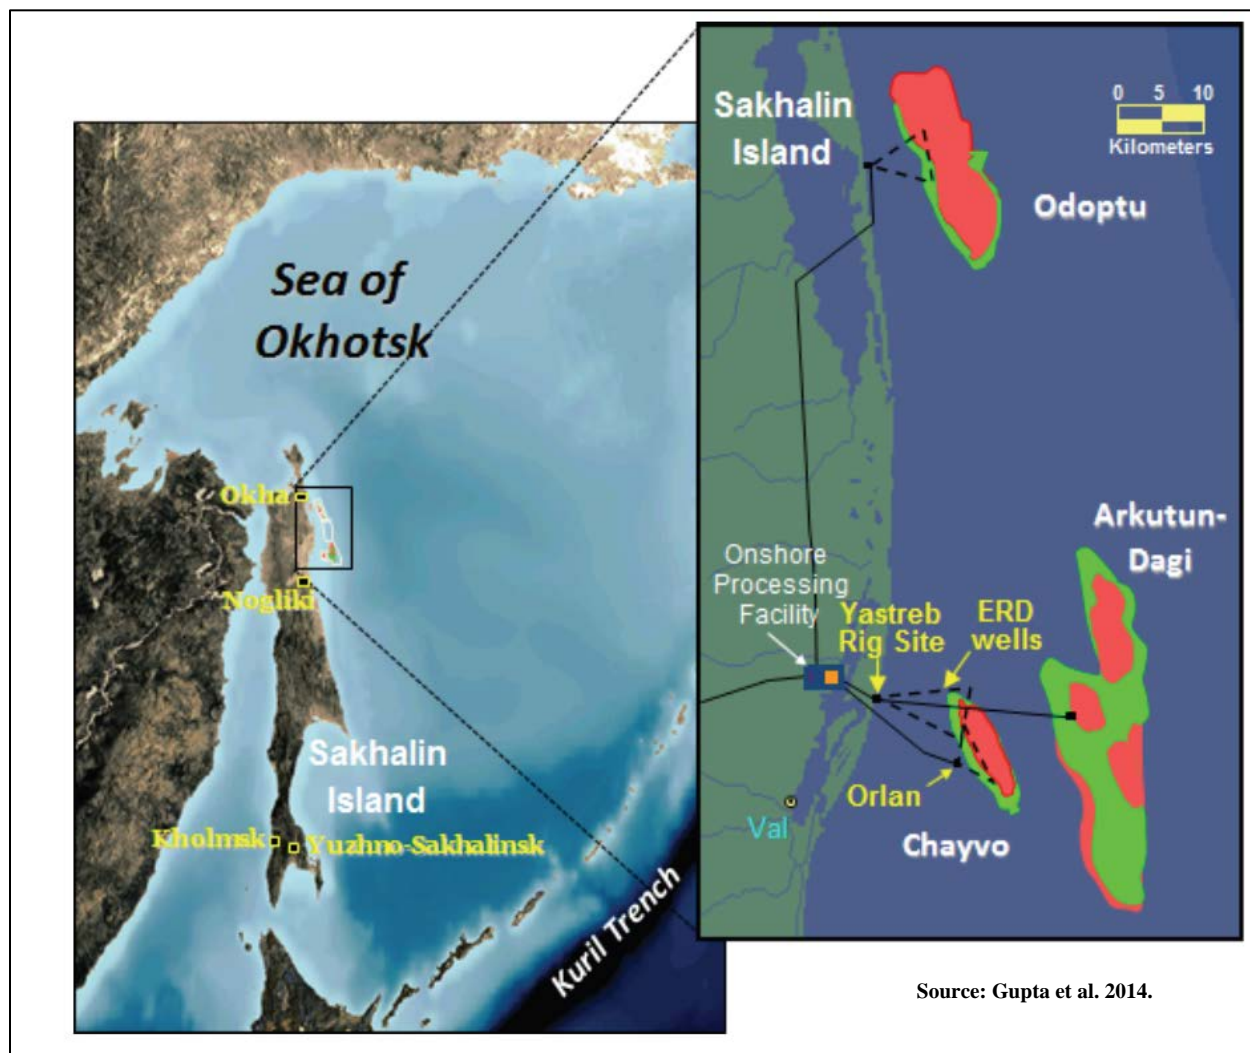 Sea of
Okhotsk
Okha
Nogliki
Sakhalin
Island
Kholmsk
Yuzhno-Sakhalinsk
Kuril Trench
Sakhalin
Island
0 5 10
Kilometers
Odoptu
Arkutun-
Dagi
Onshore
Processing
Facility
Yastreb
Rig Site
ERD
wells
Orlan
Val
Chayvo
Source: Gupta et al. 2014.